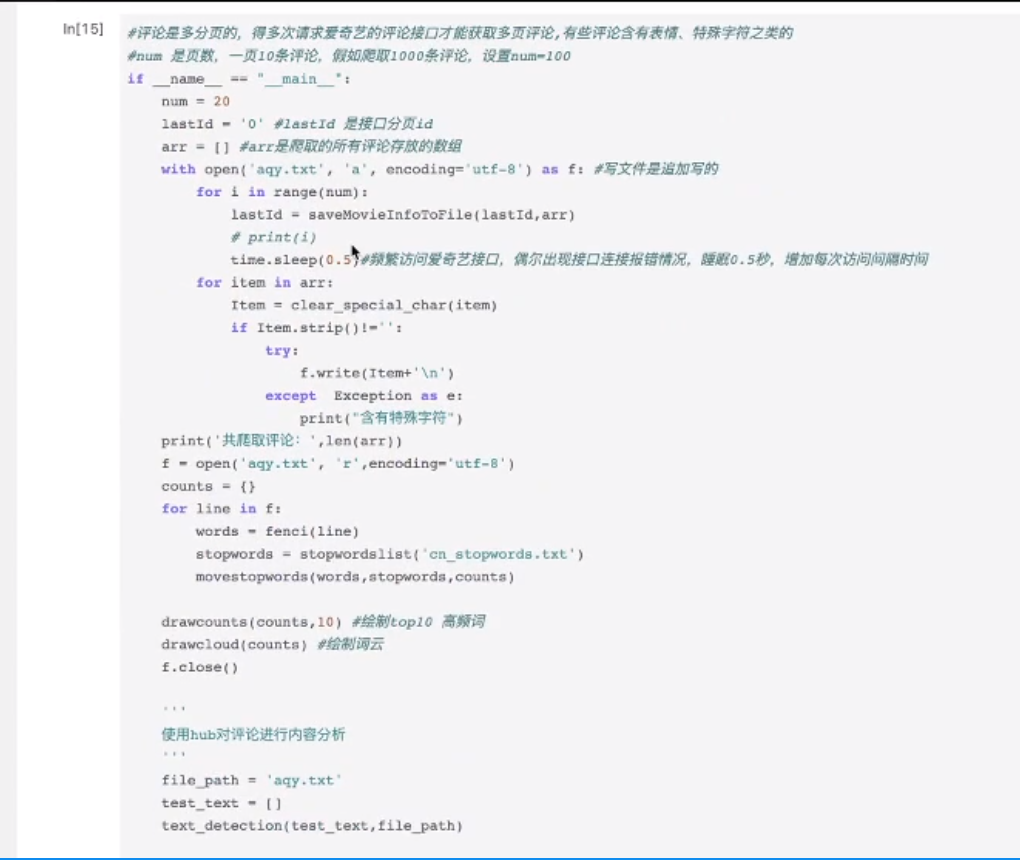 In[15]
#评论是多分页的，得多次请求爱奇艺的评论接口才能获取多页评论,有些评论含有表情、特殊字符之类的
#num 是页数，一页10条评论，假如爬取1000条评论，设置num=100
if __name__ == "__main__":
    num = 20
    lastId = '0' #lastId 是接口分页id
    arr = [] #arr是爬取的所有评论存放的数组
    with open('aqy.txt', 'a', encoding='utf-8') as f: #写文件是追加写的
        for i in range(num):
            lastId = saveMovieInfoToFile(lastId,arr)
            # print(i)
            time.sleep(0.5)#频繁访问爱奇艺接口，偶尔出现接口连接报错情况，睡眠0.5秒，增加每次访问间隔时间
        for item in arr:
            Item = clear_special_char(item)
            if Item.strip()!='':
                try:
                    f.write(Item+'\n')
                except  Exception as e:
                    print("含有特殊字符")
    print('共爬取评论：',len(arr))
    f = open('aqy.txt', 'r',encoding='utf-8')
    counts = {}
    for line in f:
        words = fenci(line)
        stopwords = stopwordslist('cn_stopwords.txt')
        movestopwords(words,stopwords,counts)
    drawcounts(counts,10) #绘制top10 高频词
    drawcloud(counts) #绘制词云
    f.close()
    '''
    使用hub对评论进行内容分析
    '''
    file_path = 'aqy.txt'
    test_text = []
    text_detection(test_text,file_path)